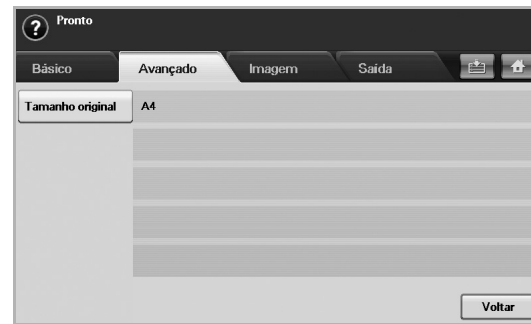 ? Pronto
Básico Avançado Imagem Saída
Tamanho original A4
Voltar